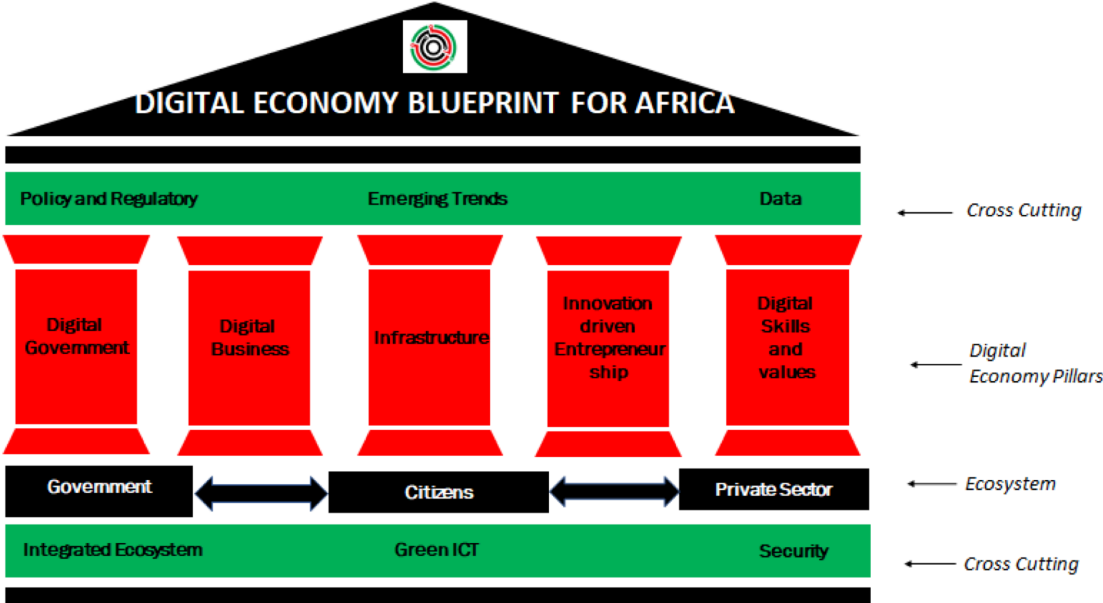 DIGITAL ECONOMY BLUEPRINT FOR AFRICA
Policy and Regulatory
Emerging Trends
Data
Cross Cutting
Digital
Government
Digital
Business
Infrastructure
Innovation
driven
Entrepreneur
ship
Digital
Skills
and
values
Digital
Economy Pillars
Government
Citizens
Private Sector
Ecosystem
Integrated Ecosystem
Green ICT
Security
Cross Cutting